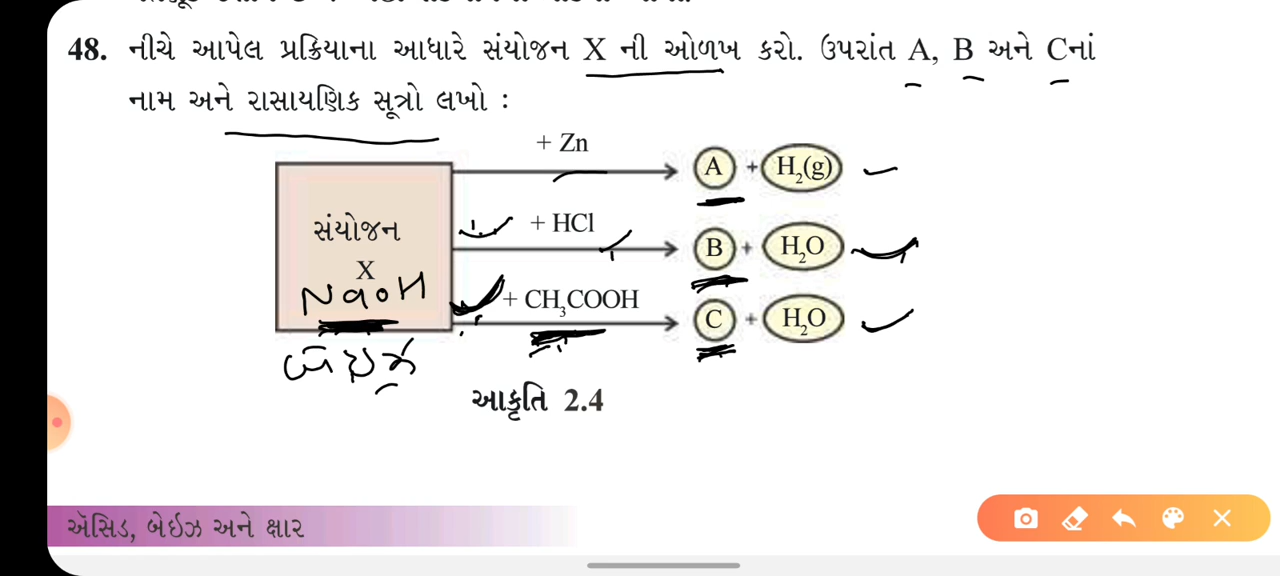 48. નીચે આપેલ પ્રક્રિયાના આધારે સંયોજન X ની ઓળખ કરો. ઉપરાંત A, B અને Cનાં
નામ અને રાસાયણિક સૂત્રો લખો :
+ Zn
A + H₂(g)
સંયોજન
X
NaOH
બેઇઝ
+ HCl
B + H₂O
+ CH₃COOH
C + H₂O
આકૃતિ 2.4
ઍસિડ, બેઇઝ અને ક્ષાર